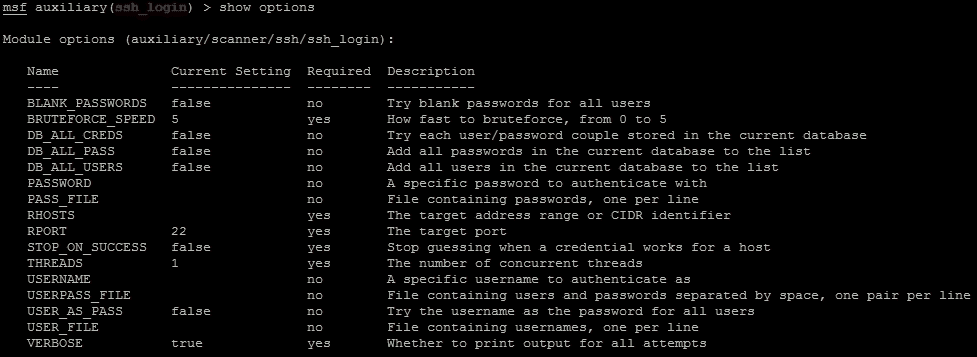 msf auxiliary(ssh_login) > show options
Module options (auxiliary/scanner/ssh/ssh_login):
Name Current Setting Required Description
---- --------------- -------- -----------
BLANK_PASSWORDS false no Try blank passwords for all users
BRUTEFORCE_SPEED 5 yes How fast to bruteforce, from 0 to 5
DB_ALL_CREDS false no Try each user/password couple stored in the current database
DB_ALL_PASS false no Add all passwords in the current database to the list
DB_ALL_USERS false no Add all users in the current database to the list
PASSWORD no A specific password to authenticate with
PASS_FILE no File containing passwords, one per line
RHOSTS yes The target address range or CIDR identifier
RPORT 22 yes The target port
STOP_ON_SUCCESS false yes Stop guessing when a credential works for a host
THREADS 1 yes The number of concurrent threads
USERNAME no A specific username to authenticate as
USERPASS_FILE no File containing users and passwords separated by space, one pair per line
USER_AS_PASS false no Try the username as the password for all users
USER_FILE no File containing usernames, one per line
VERBOSE true yes Whether to print output for all attempts